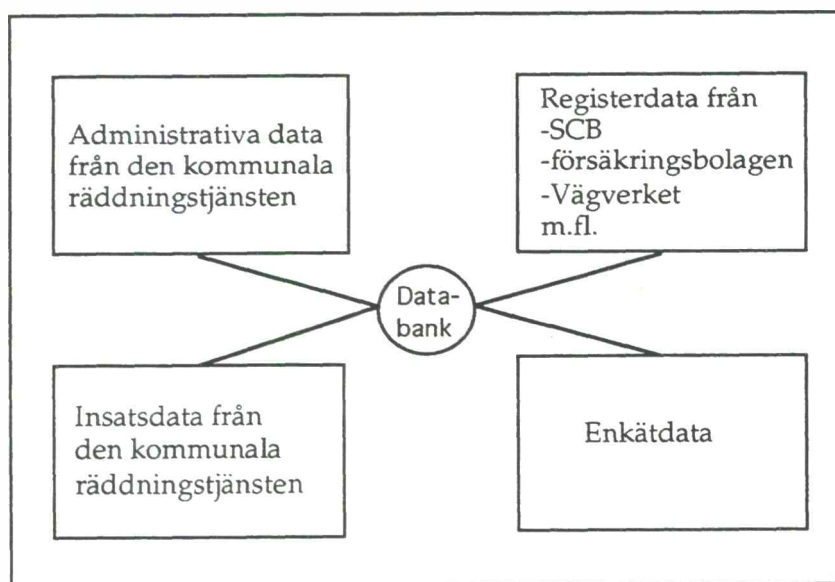 Administrativa data
från den kommunala
räddningstjänsten
Registerdata från
-SCB
-försäkringsbolagen
-Vägverket
m.fl.
Data-
bank
Insatsdata från
den kommunala
räddningstjänsten
Enkätdata